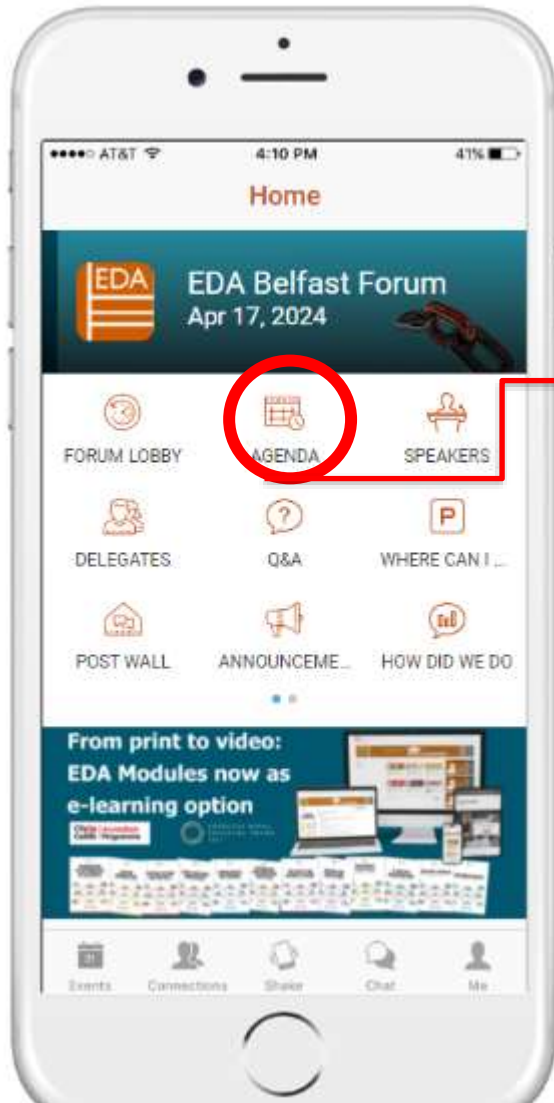 AT&T 4:10 PM 41%
Home
EDA
EDA Belfast Forum
Apr 17, 2024
FORUM LOBBY AGENDA SPEAKERS
DELEGATES Q&A WHERE CAN I ...
POST WALL ANNOUNCEME... HOW DID WE DO
From print to video:
EDA Modules now as
e-learning option
Events Connections Shake Chat Me